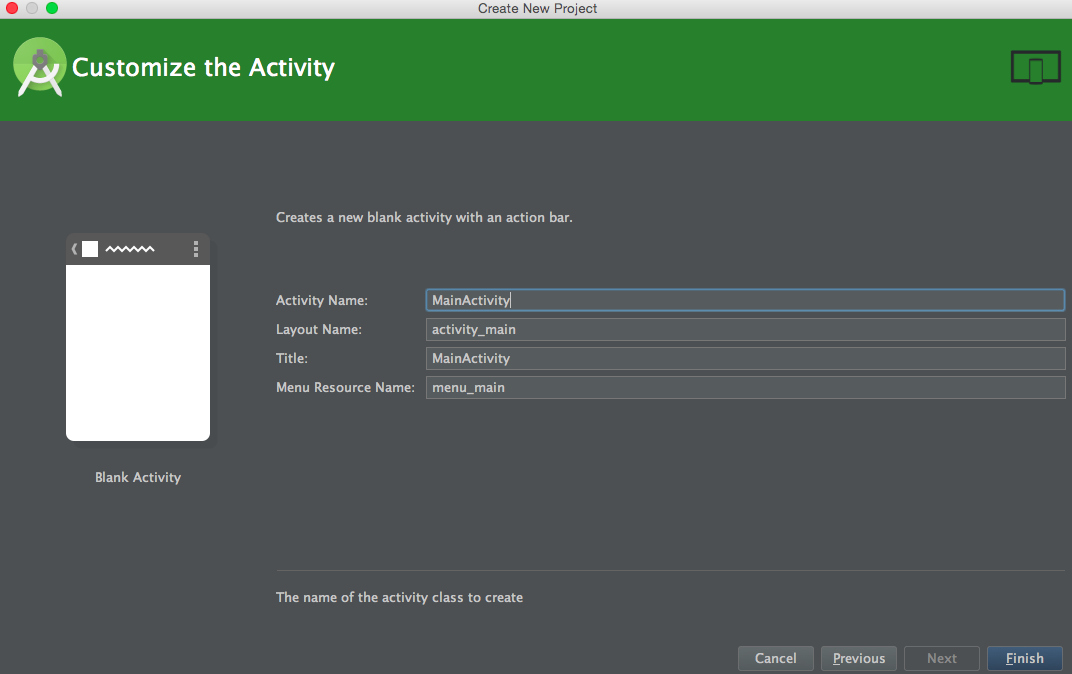 Create New Project
Customize the Activity
Creates a new blank activity with an action bar.
Activity Name: MainActivity
Layout Name: activity_main
Title: MainActivity
Menu Resource Name: menu_main
Blank Activity
The name of the activity class to create
Cancel Previous Next Finish